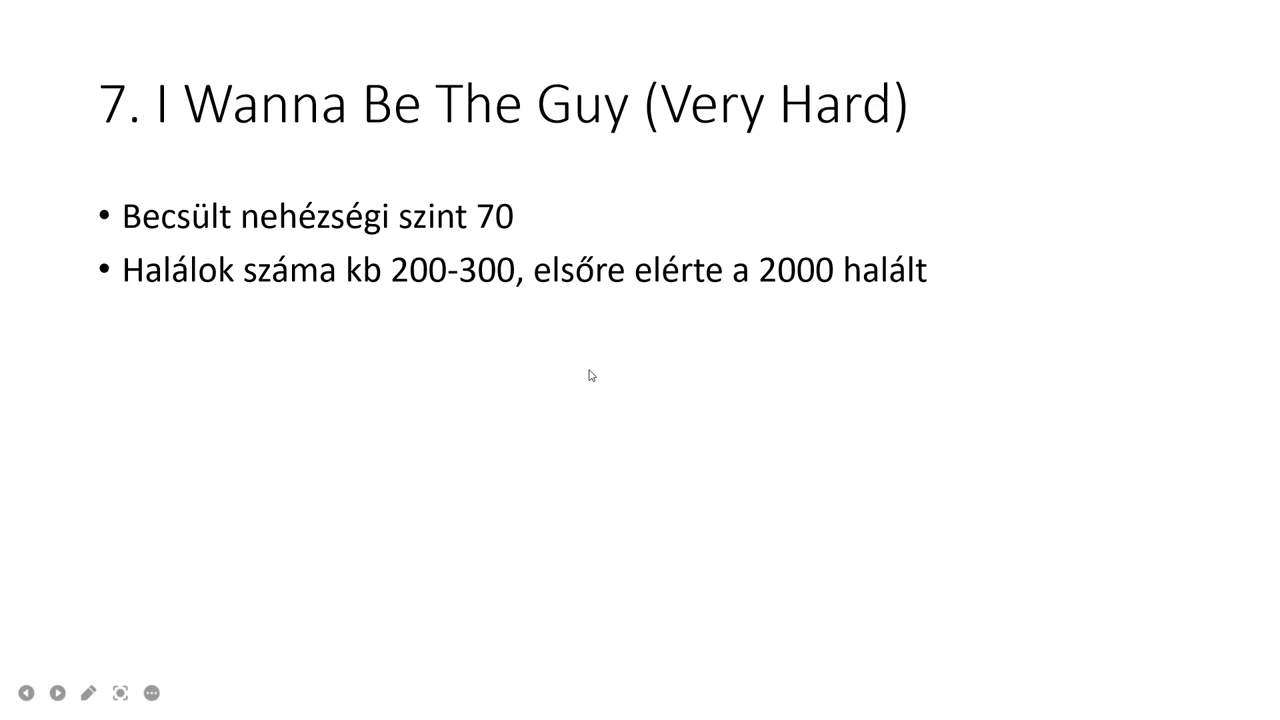 7. I Wanna Be The Guy (Very Hard)
• Becsült nehézségi szint 70
• Halálok száma kb 200-300, elsőre elérte a 2000 halált